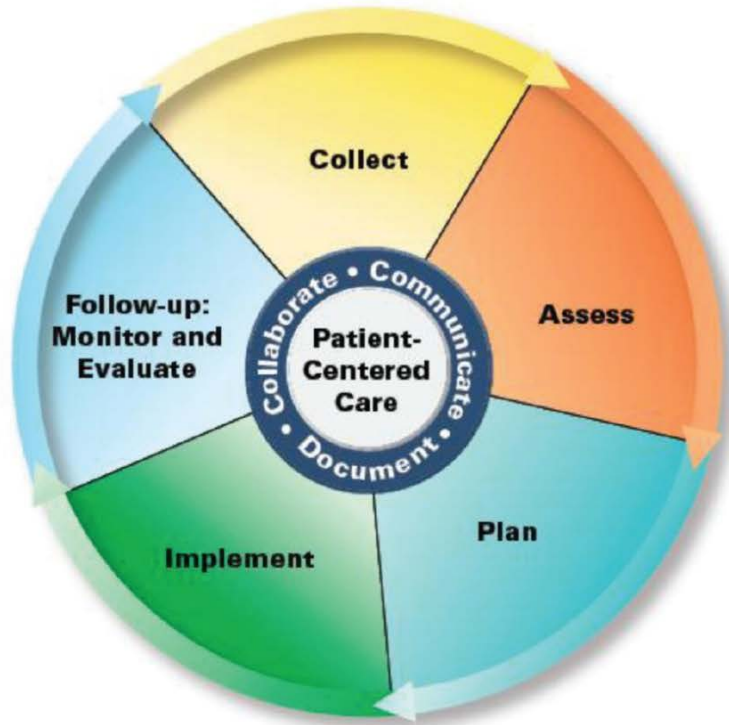 Collect
Assess
Plan
Implement
Follow-up:
Monitor and
Evaluate
Collaborate • Communicate • Document •
Patient-
Centered
Care